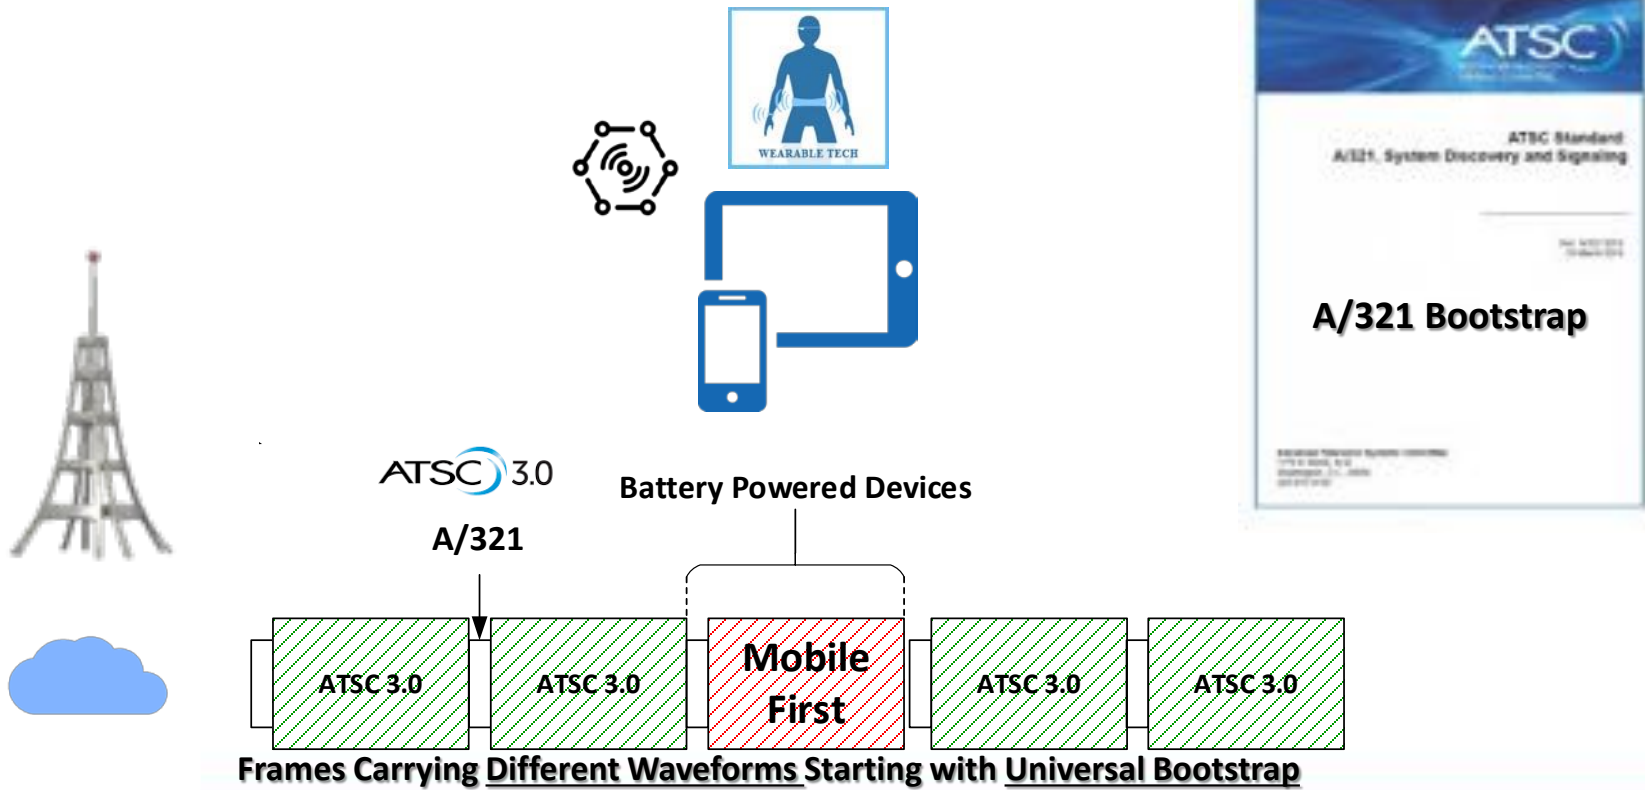 WEARABLE TECH
ATSC
ATSC Standard:
A/321, System Discovery and Signaling
A/321 Bootstrap
ATSC 3.0
A/321
Battery Powered Devices
ATSC 3.0
ATSC 3.0
Mobile
First
ATSC 3.0
ATSC 3.0
Frames Carrying Different Waveforms Starting with Universal Bootstrap